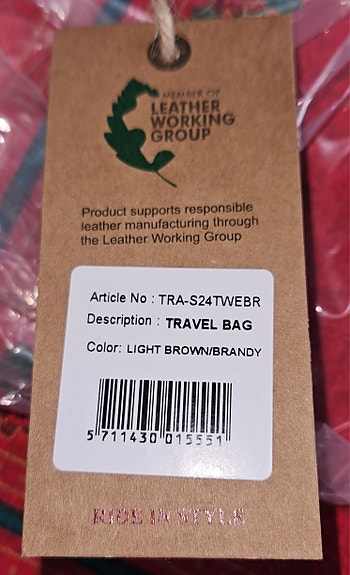 MEMBER OF
LEATHER
WORKING
GROUP
Product supports responsible
leather manufacturing through
the Leather Working Group
Article No : TRA-S24TWEBR
Description : TRAVEL BAG
Color: LIGHT BROWN/BRANDY
5 711430 015551
RIDE IN STYLE